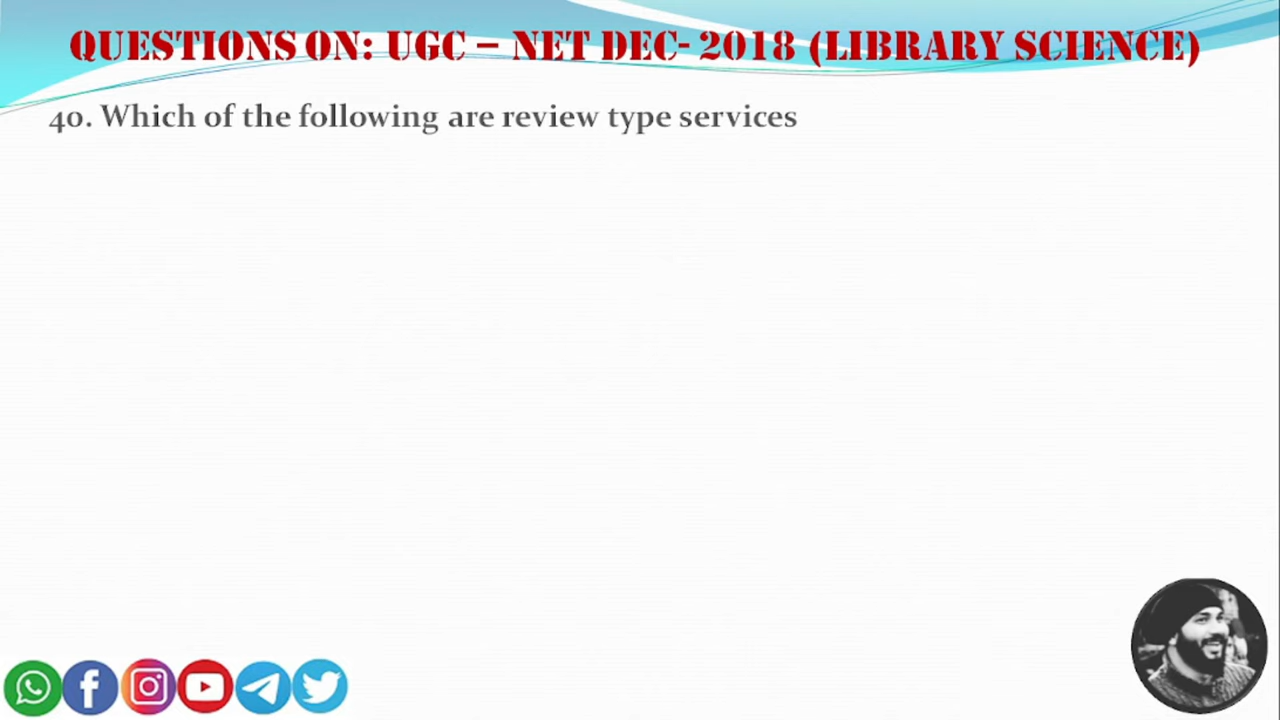 QUESTIONS ON: UGC – NET DEC- 2018 (LIBRARY SCIENCE)
40. Which of the following are review type services